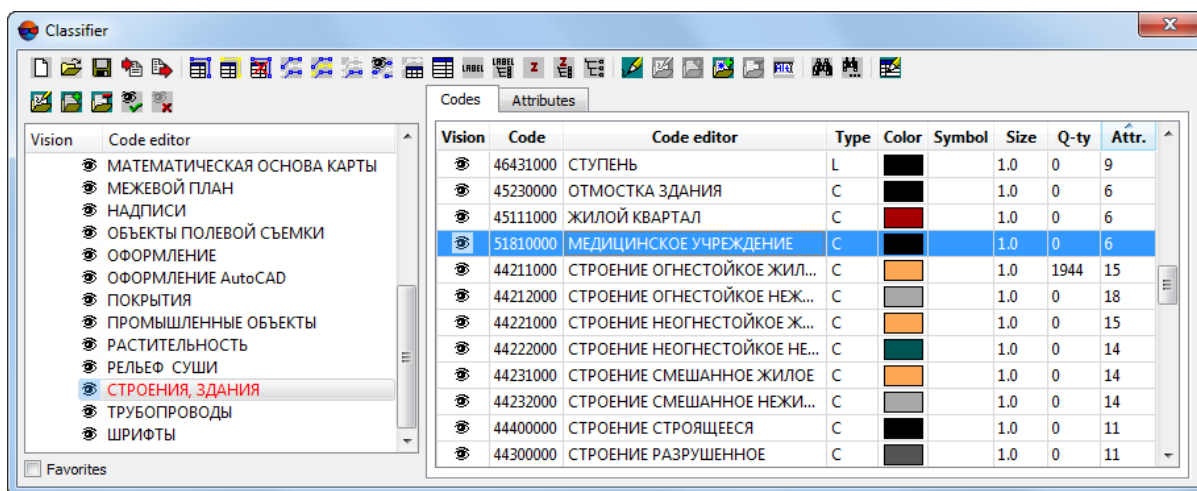 Classifier
LABEL LABEL Z Z ATEXT
Codes Attributes
Vision Code editor
МАТЕМАТИЧЕСКАЯ ОСНОВА КАРТЫ
МЕЖЕВОЙ ПЛАН
НАДПИСИ
ОБЪЕКТЫ ПОЛЕВОЙ СЪЕМКИ
ОФОРМЛЕНИЕ
ОФОРМЛЕНИЕ AutoCAD
ПОКРЫТИЯ
ПРОМЫШЛЕННЫЕ ОБЪЕКТЫ
РАСТИТЕЛЬНОСТЬ
РЕЛЬЕФ СУШИ
СТРОЕНИЯ, ЗДАНИЯ
ТРУБОПРОВОДЫ
ШРИФТЫ
Favorites
Vision Code Code editor Type Color Symbol Size Q-ty Attr.
46431000 СТУПЕНЬ L 1.0 0 9
45230000 ОТМОСТКА ЗДАНИЯ C 1.0 0 6
45111000 ЖИЛОЙ КВАРТАЛ C 1.0 0 6
51810000 МЕДИЦИНСКОЕ УЧРЕЖДЕНИЕ C 1.0 0 6
44211000 СТРОЕНИЕ ОГНЕСТОЙКОЕ ЖИЛ... C 1.0 1944 15
44212000 СТРОЕНИЕ ОГНЕСТОЙКОЕ НЕЖ... C 1.0 0 18
44221000 СТРОЕНИЕ НЕОГНЕСТОЙКОЕ Ж... C 1.0 0 15
44222000 СТРОЕНИЕ НЕОГНЕСТОЙКОЕ НЕ... C 1.0 0 14
44231000 СТРОЕНИЕ СМЕШАННОЕ ЖИЛОЕ C 1.0 0 14
44232000 СТРОЕНИЕ СМЕШАННОЕ НЕЖИ... C 1.0 0 14
44400000 СТРОЕНИЕ СТРОЯЩЕЕСЯ C 1.0 0 11
44300000 СТРОЕНИЕ РАЗРУШЕННОЕ C 1.0 0 11